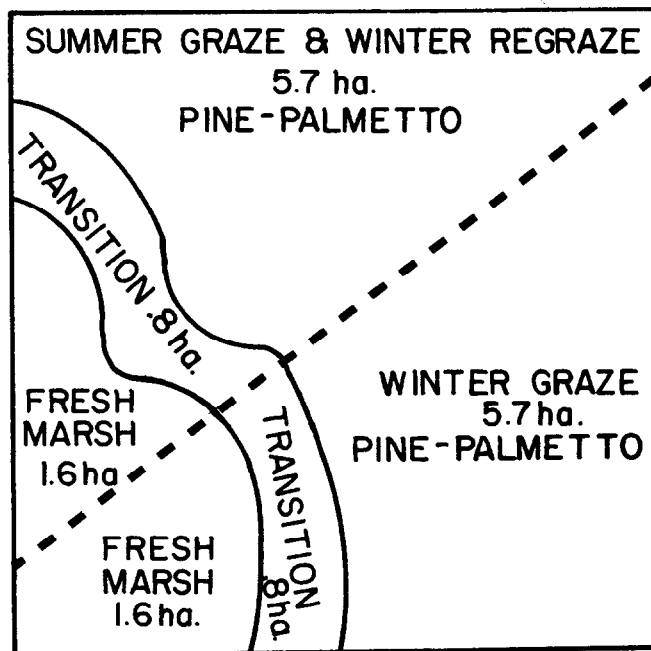 SUMMER GRAZE & WINTER REGRAZE
5.7 ha.
PINE-PALMETTO
TRANSITION .8 ha.
WINTER GRAZE
5.7 ha.
PINE-PALMETTO
FRESH
MARSH
1.6 ha
TRANSITION
.8 ha.
FRESH
MARSH
1.6 ha.